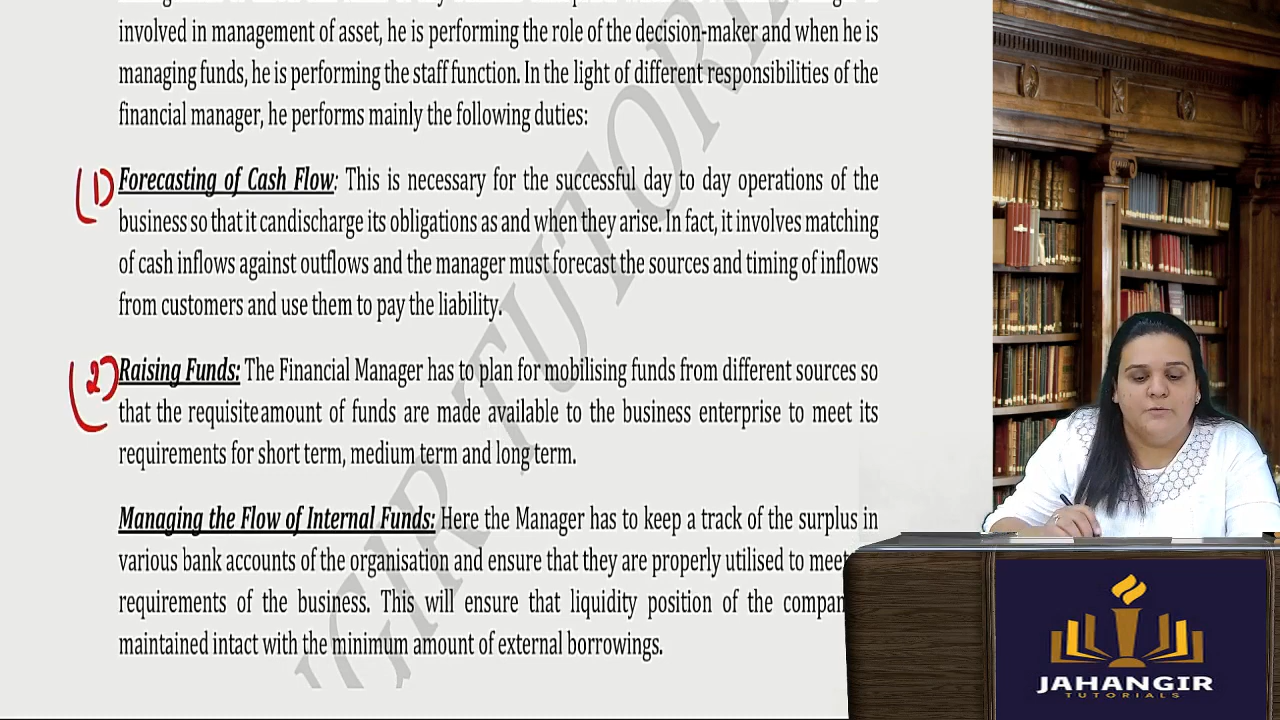 involved in management of asset, he is performing the role of the decision-maker and when he is
managing funds, he is performing the staff function. In the light of different responsibilities of the
financial manager, he performs mainly the following duties:
(1) Forecasting of Cash Flow: This is necessary for the successful day to day operations of the
business so that it candischarge its obligations as and when they arise. In fact, it involves matching
of cash inflows against outflows and the manager must forecast the sources and timing of inflows
from customers and use them to pay the liability.
(2) Raising Funds: The Financial Manager has to plan for mobilising funds from different sources so
that the requisiteamount of funds are made available to the business enterprise to meet its
requirements for short term, medium term and long term.
Managing the Flow of Internal Funds: Here the Manager has to keep a track of the surplus in
various bank accounts of the organisation and ensure that they are properly utilised to meet
requirements of the business. This will ensure that liquidity position of the compan
maintained intact with the minimum amount of external borrowings.
GIR TUTORI
JAHANGIR
TUTORIALS